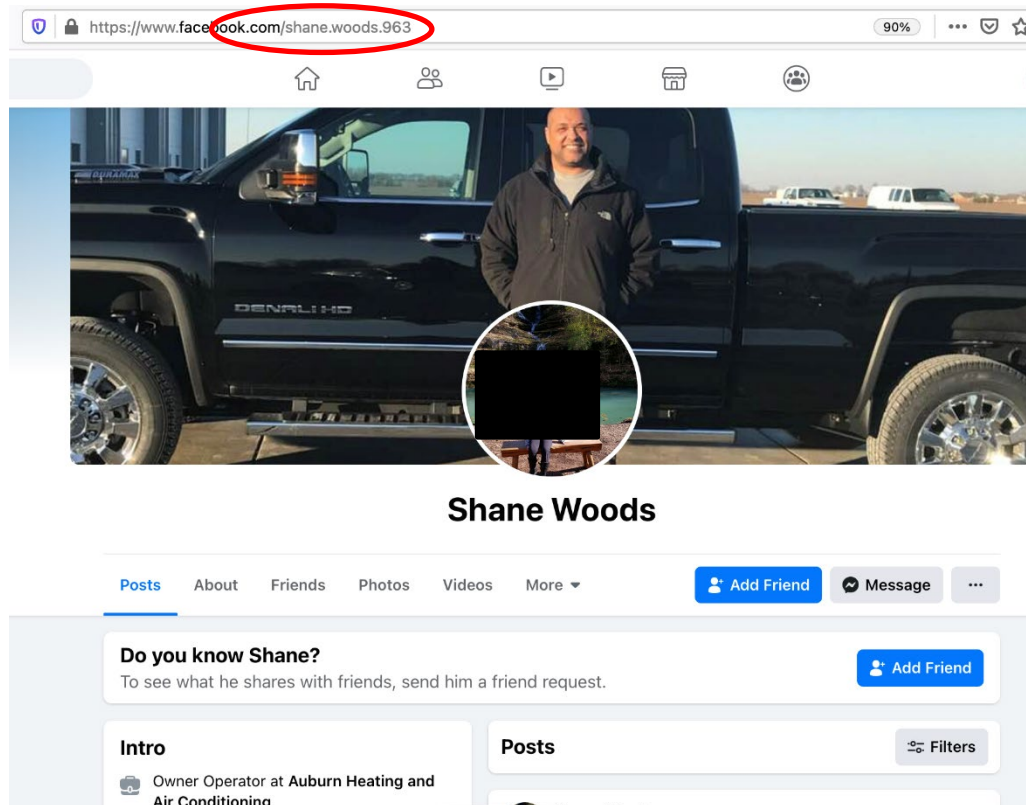 https://www.facebook.com/shane.woods.963
90%
DURAMAX
DENALI HD
Shane Woods
Posts About Friends Photos Videos More Add Friend Message
Do you know Shane?
To see what he shares with friends, send him a friend request.
Add Friend
Intro
Posts
Filters
Owner Operator at Auburn Heating and
Air Conditioning